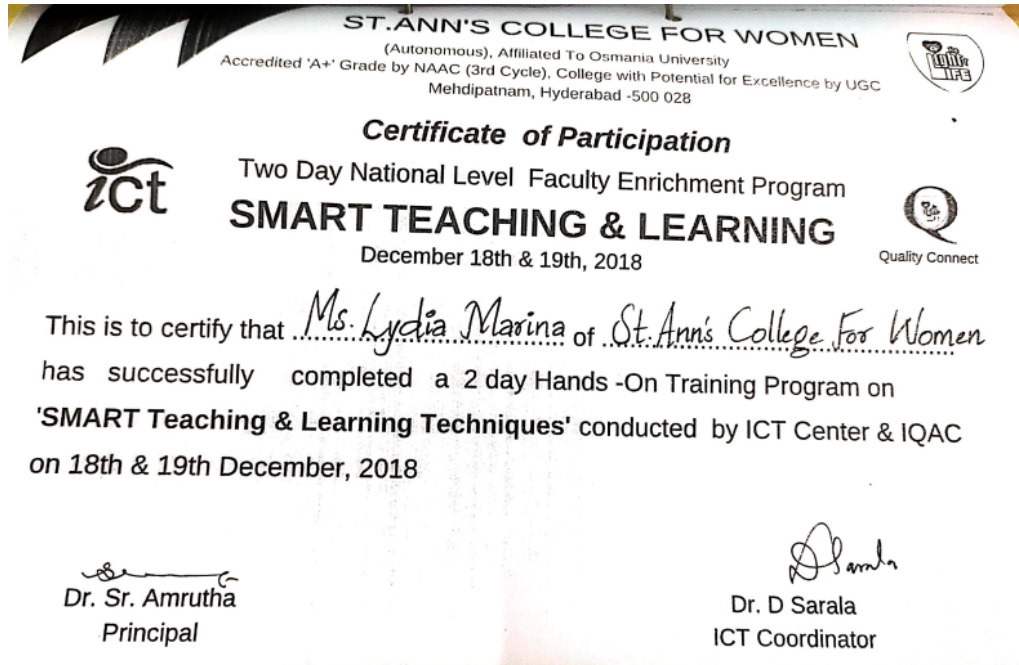 ST.ANN'S COLLEGE FOR WOMEN
(Autonomous), Affiliated To Osmania University
Accredited 'A+' Grade by NAAC (3rd Cycle), College with Potential for Excellence by UGC
Mehdipatnam, Hyderabad -500 028
LIFE
Certificate of Participation
ict
Two Day National Level Faculty Enrichment Program
SMART TEACHING & LEARNING
December 18th & 19th, 2018
Quality Connect
This is to certify that Ms. Lydia Marina of St. Ann's College For Women
has successfully completed a 2 day Hands -On Training Program on
'SMART Teaching & Learning Techniques' conducted by ICT Center & IQAC
on 18th & 19th December, 2018
DSarala
Dr. Sr. Amrutha
Principal
Dr. D Sarala
ICT Coordinator